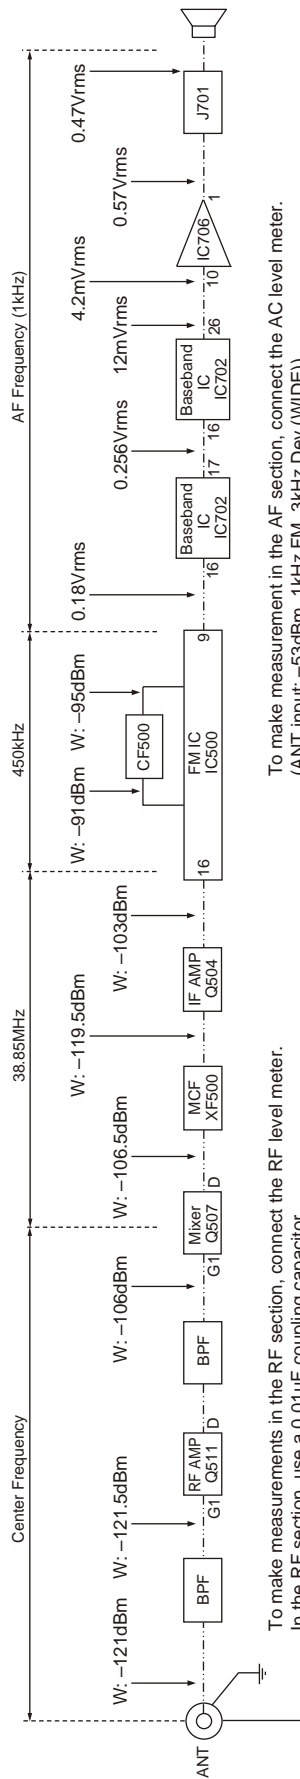 Center Frequency
38.85MHz
450kHz
AF Frequency (1kHz)
W: –121dBm
W: –121.5dBm
W: –106dBm
W: –106.5dBm
W: –119.5dBm
W: –103dBm
W: –91dBm
W: –95dBm
0.18Vrms
0.256Vrms
12mVrms
4.2mVrms
0.57Vrms
0.47Vrms
ANT
BPF
G1
RF AMP
Q511
D
BPF
G1
Mixer
Q507
D
MCF
XF500
IF AMP
Q504
16
FM IC
IC500
9
CF500
16
Baseband
IC
IC702
17
16
Baseband
IC
IC702
26
10
IC706
1
J701
To make measurements in the RF section, connect the RF level meter.
In the RF section, use a 0.01µF coupling capacitor.
To make measurement in the AF section, connect the AC level meter.
(ANT input: –53dBm, 1kHz FM, 3kHz Dev (WIDE))